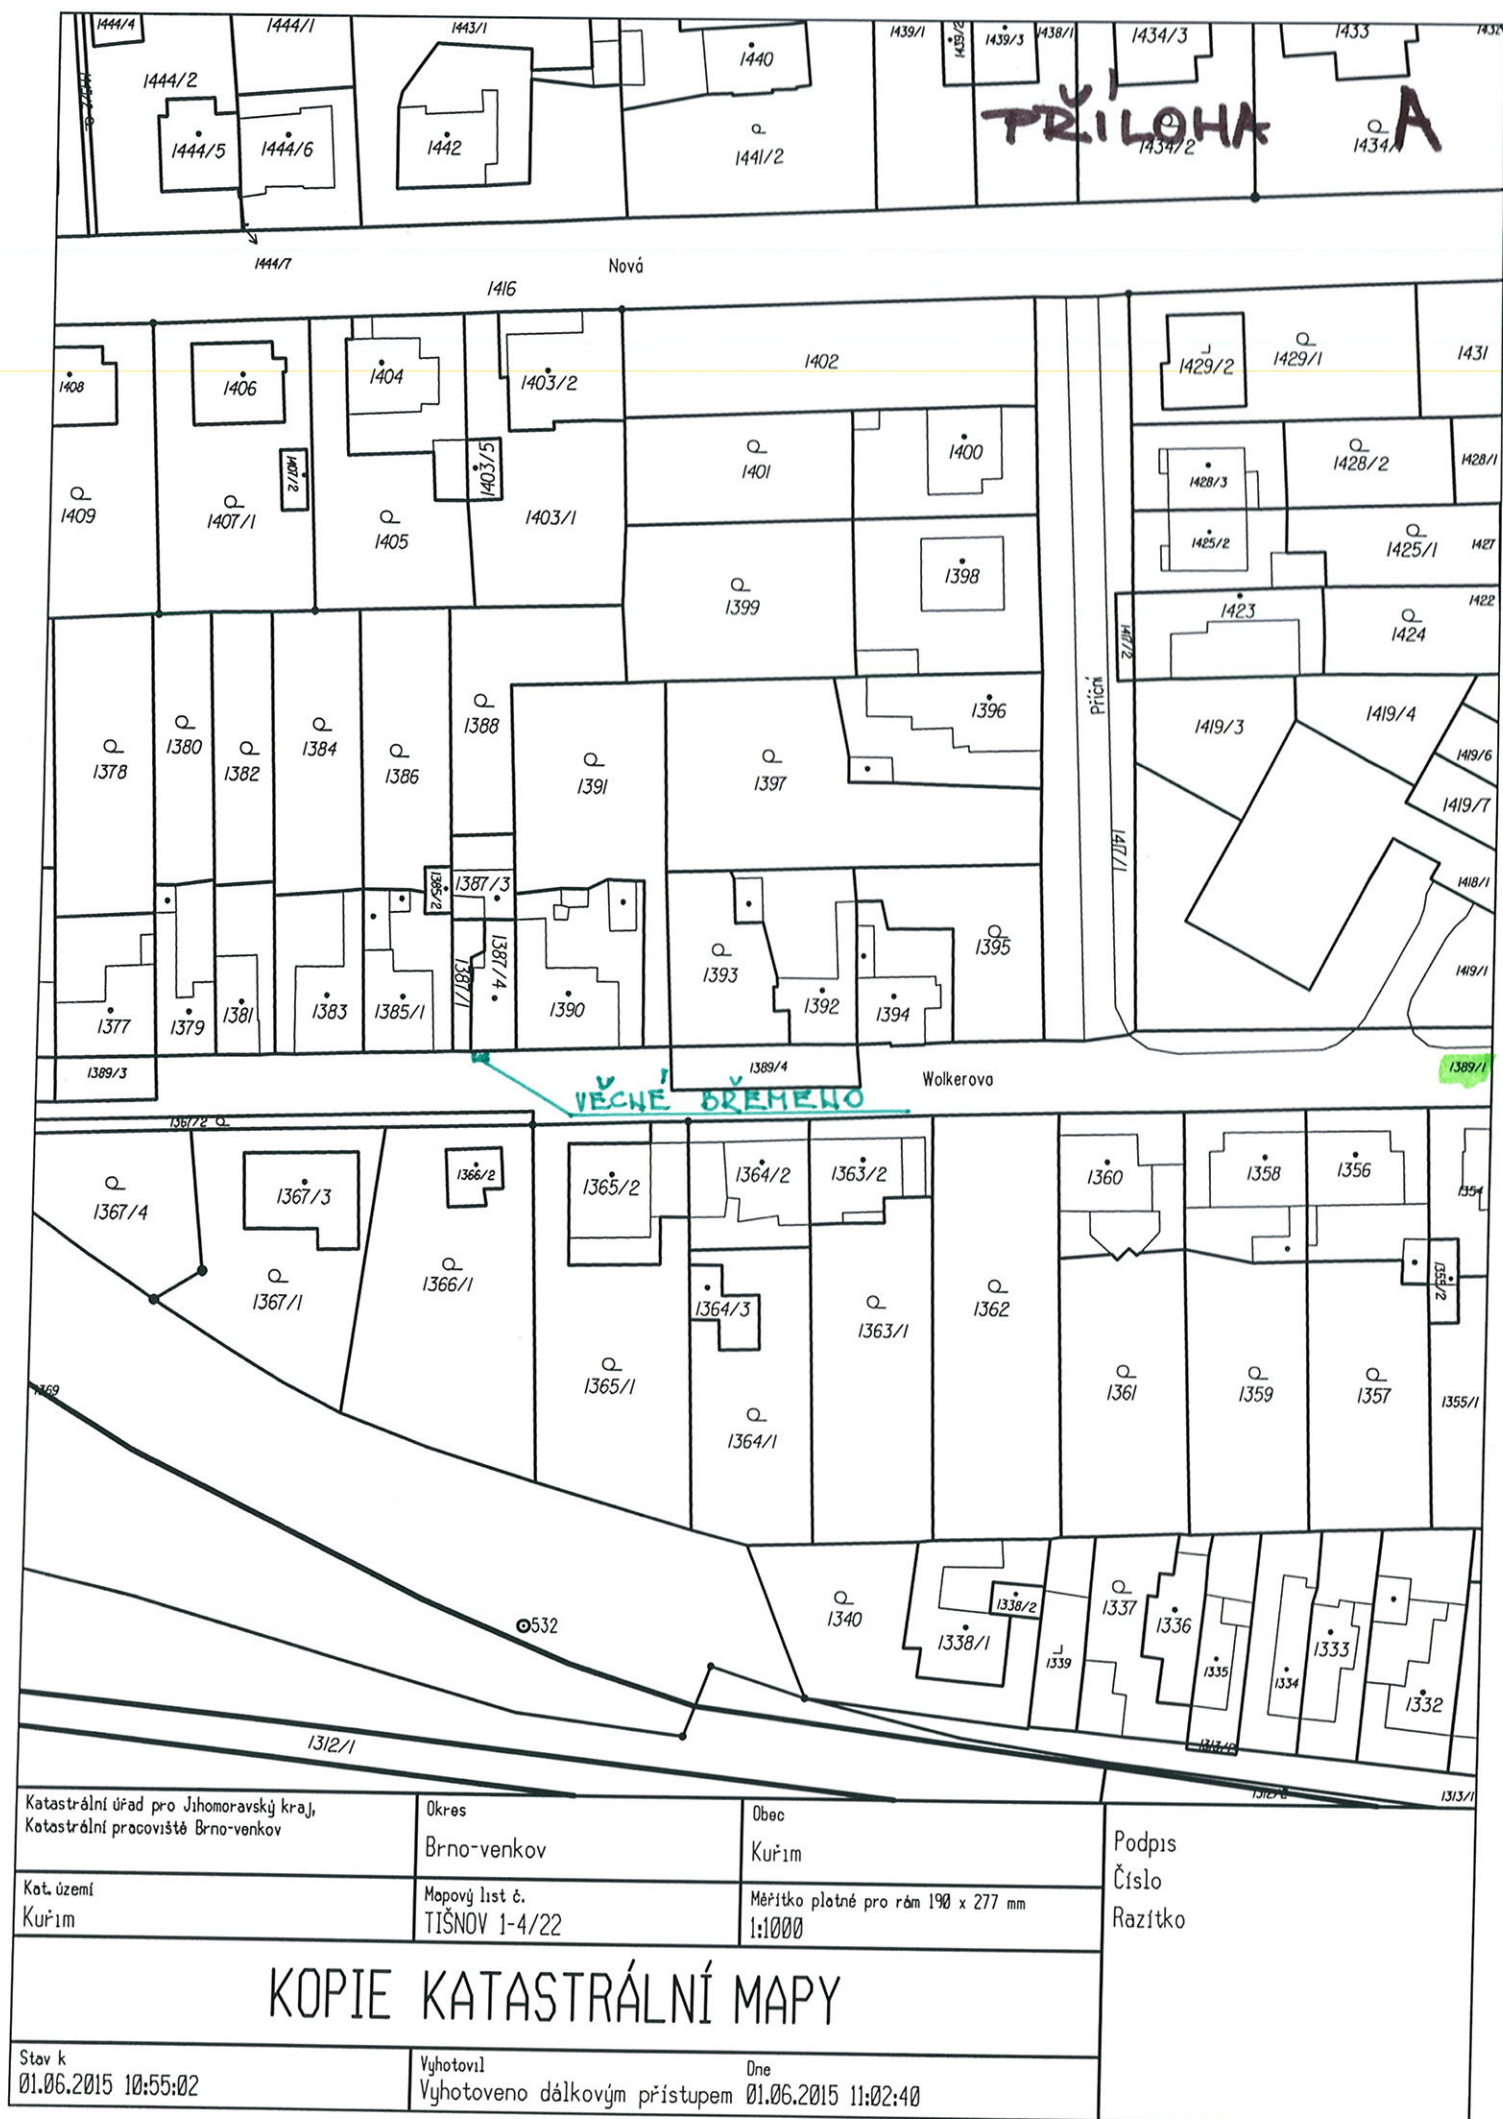 1444/4 1444/1 1443/1 1440 1439/1 1439/2 1439/3 1438/1 1434/3 1433
1444/2
PŘÍLOHA A
1444/5 1444/6 1442 1441/2 1434/2
1444/7
Nová
1416
1408 1406 1404 1403/2 1402 1429/2 1429/1 1431
1407/2 1403/5 1401 1400 1428/3 1428/2 1428/1
1409 1407/1 1405 1403/1 1425/2 1425/1 1427
1399 1398 1417/2 1423 1424 1422
Příční
1378 1380 1382 1384 1386 1388 1391 1397 1396 1419/3 1419/4 1419/6
1419/7
1417/1
1385/2 1387/3 1418/1
1387/1 1387/4 1393 1395 1419/1
1377 1379 1381 1383 1385/1 1390 1392 1394
1389/3 1389/4 Wolkerova 1389/1
VĚCNÉ BŘEMENO
1367/2
1367/4 1367/3 1366/2 1365/2 1364/2 1363/2 1360 1358 1356 1354
1367/1 1366/1 1364/3 1363/1 1362 1355/2
1369 1365/1 1364/1 1361 1359 1357 1355/1
532 1340 1338/1 1338/2 1339 1337 1336 1335 1334 1333 1332
1312/1 1313/1
Katastrální úřad pro Jihomoravský kraj,
Katastrální pracoviště Brno-venkov
Okres
Brno-venkov
Obec
Kuřim
Kat. území
Kuřim
Mapový list č.
TIŠNOV 1-4/22
Měřítko platné pro rám 190 x 277 mm
1:1000
Podpis
Číslo
Razítko
KOPIE KATASTRÁLNÍ MAPY
Stav k
01.06.2015 10:55:02
Vyhotovil
Vyhotoveno dálkovým přístupem
Dne
01.06.2015 11:02:40